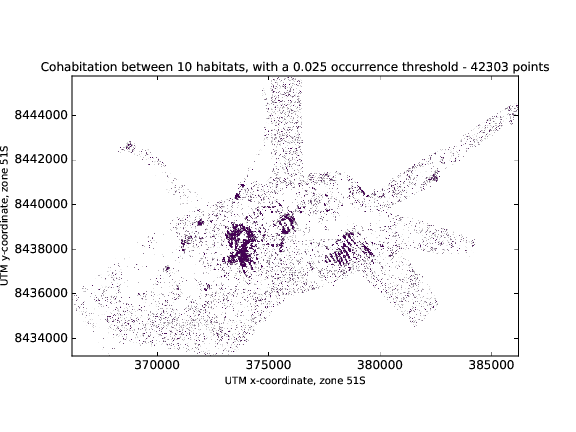 Cohabitation between 10 habitats, with a 0.025 occurrence threshold - 42303 points
8444000
8442000
8440000
8438000
8436000
8434000
UTM y-coordinate, zone 51S
370000 375000 380000 385000
UTM x-coordinate, zone 51S